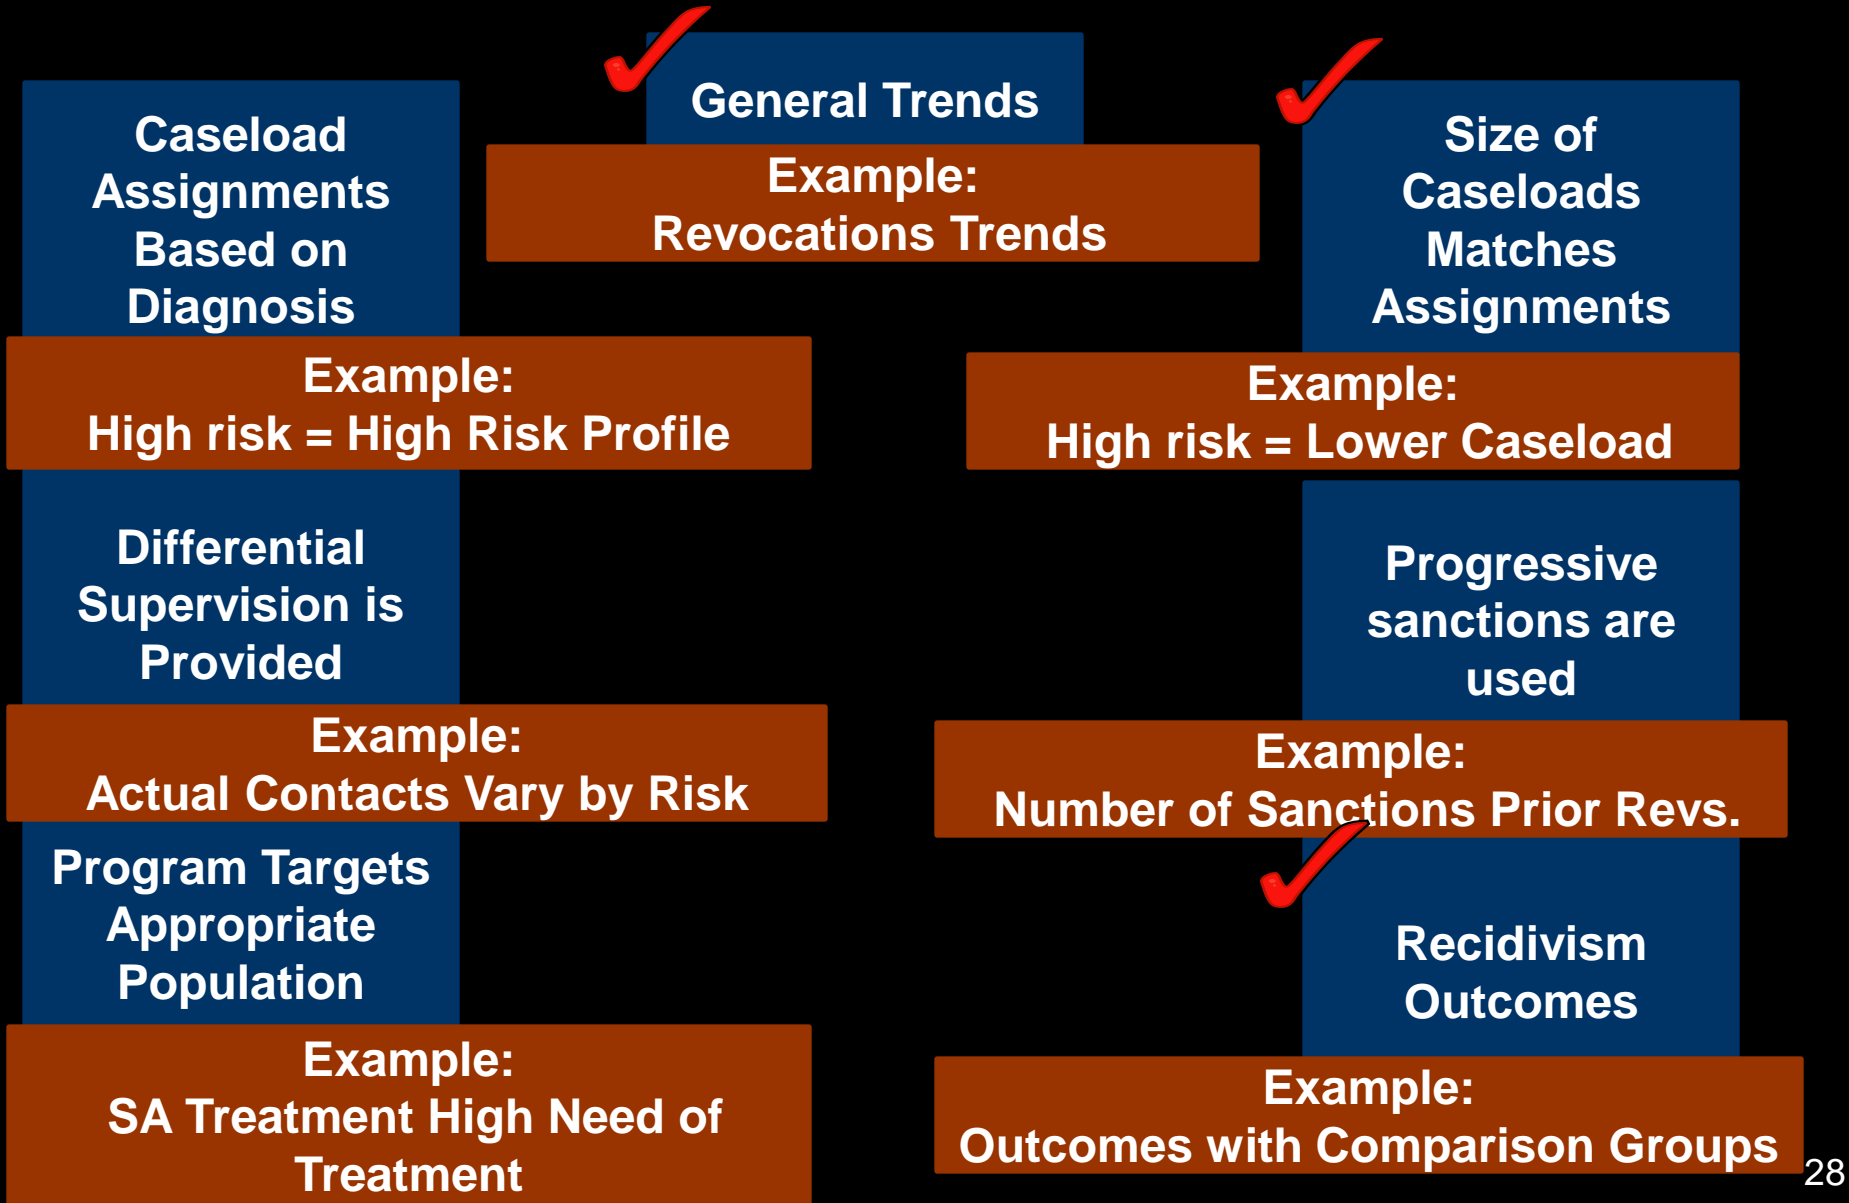 General Trends
Example:
Revocations Trends
Caseload
Assignments
Based on
Diagnosis
Example:
High risk = High Risk Profile
Differential
Supervision is
Provided
Example:
Actual Contacts Vary by Risk
Program Targets
Appropriate
Population
Example:
SA Treatment High Need of
Treatment
Size of
Caseloads
Matches
Assignments
Example:
High risk = Lower Caseload
Progressive
sanctions are
used
Example:
Number of Sanctions Prior Revs.
Recidivism
Outcomes
Example:
Outcomes with Comparison Groups
28